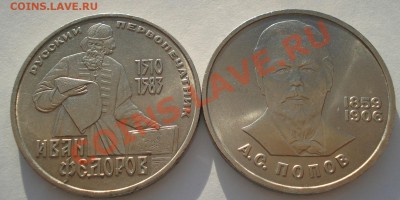 COINS.LAVE.RU
РУССКИЙ ПЕРВОПЕЧАТНИК
1510
1583
ИВАН
ФЕДОРОВ
1859
1906
А.С. ПОПОВ
COINS.LAVE.RU